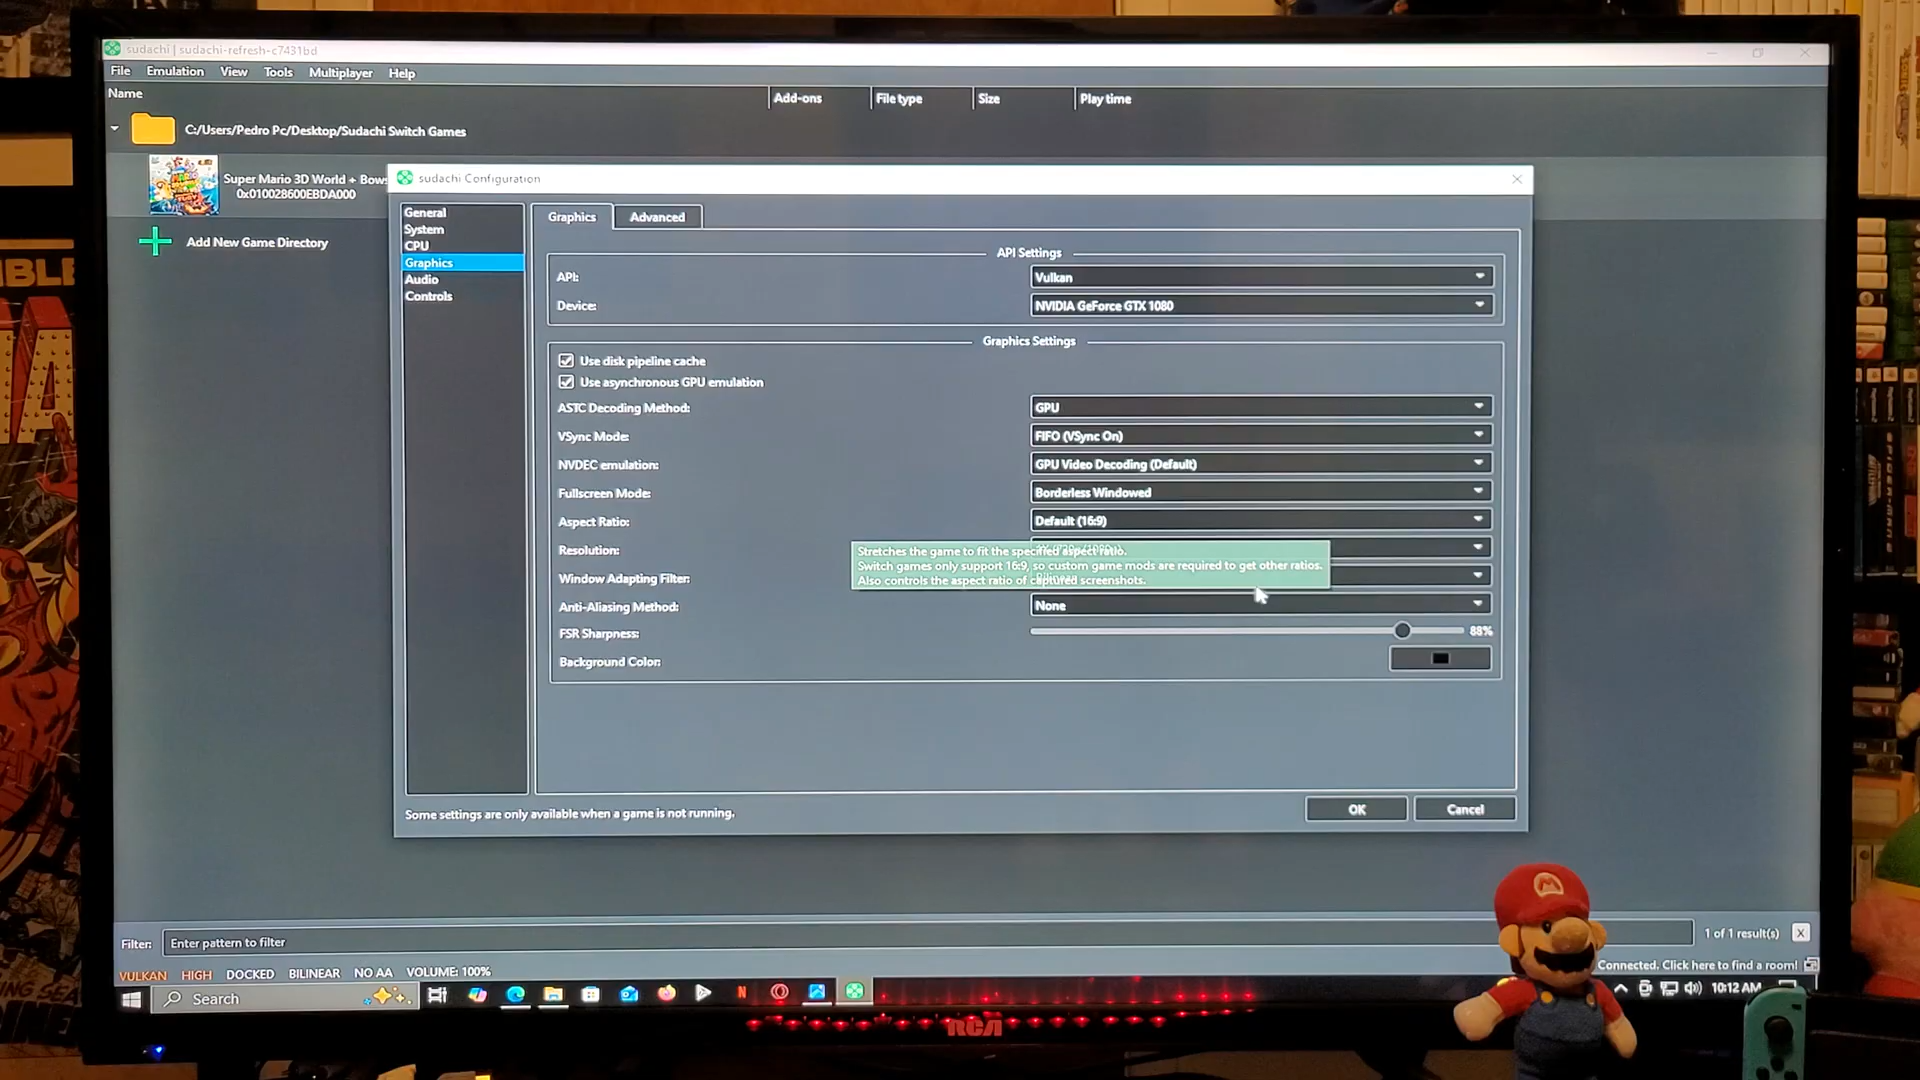 sudachi | sudachi-refresh-c7431bd
File Emulation View Tools Multiplayer Help
Name Add-ons File type Size Play time
C:/Users/Pedro Pc/Desktop/Sudachi Switch Games
Super Mario 3D World + Bows
0x010028600EBDA000
Add New Game Directory
sudachi Configuration
General
System
CPU
Graphics
Audio
Controls
Graphics Advanced
API Settings
API: Vulkan
Device: NVIDIA GeForce GTX 1080
Graphics Settings
Use disk pipeline cache
Use asynchronous GPU emulation
ASTC Decoding Method: GPU
VSync Mode: FIFO (VSync On)
NVDEC emulation: GPU Video Decoding (Default)
Fullscreen Mode: Borderless Windowed
Aspect Ratio: Default (16:9)
Resolution:
Stretches the game to fit the specified aspect ratio.
Switch games only support 16:9, so custom game mods are required to get other ratios.
Also controls the aspect ratio of captured screenshots.
Window Adapting Filter:
Anti-Aliasing Method: None
FSR Sharpness: 88%
Background Color:
Some settings are only available when a game is not running.
OK Cancel
Filter: Enter pattern to filter 1 of 1 result(s) X
VULKAN HIGH DOCKED BILINEAR NO AA VOLUME: 100% Connected. Click here to find a room!
Search 10:12 AM
RCA
M